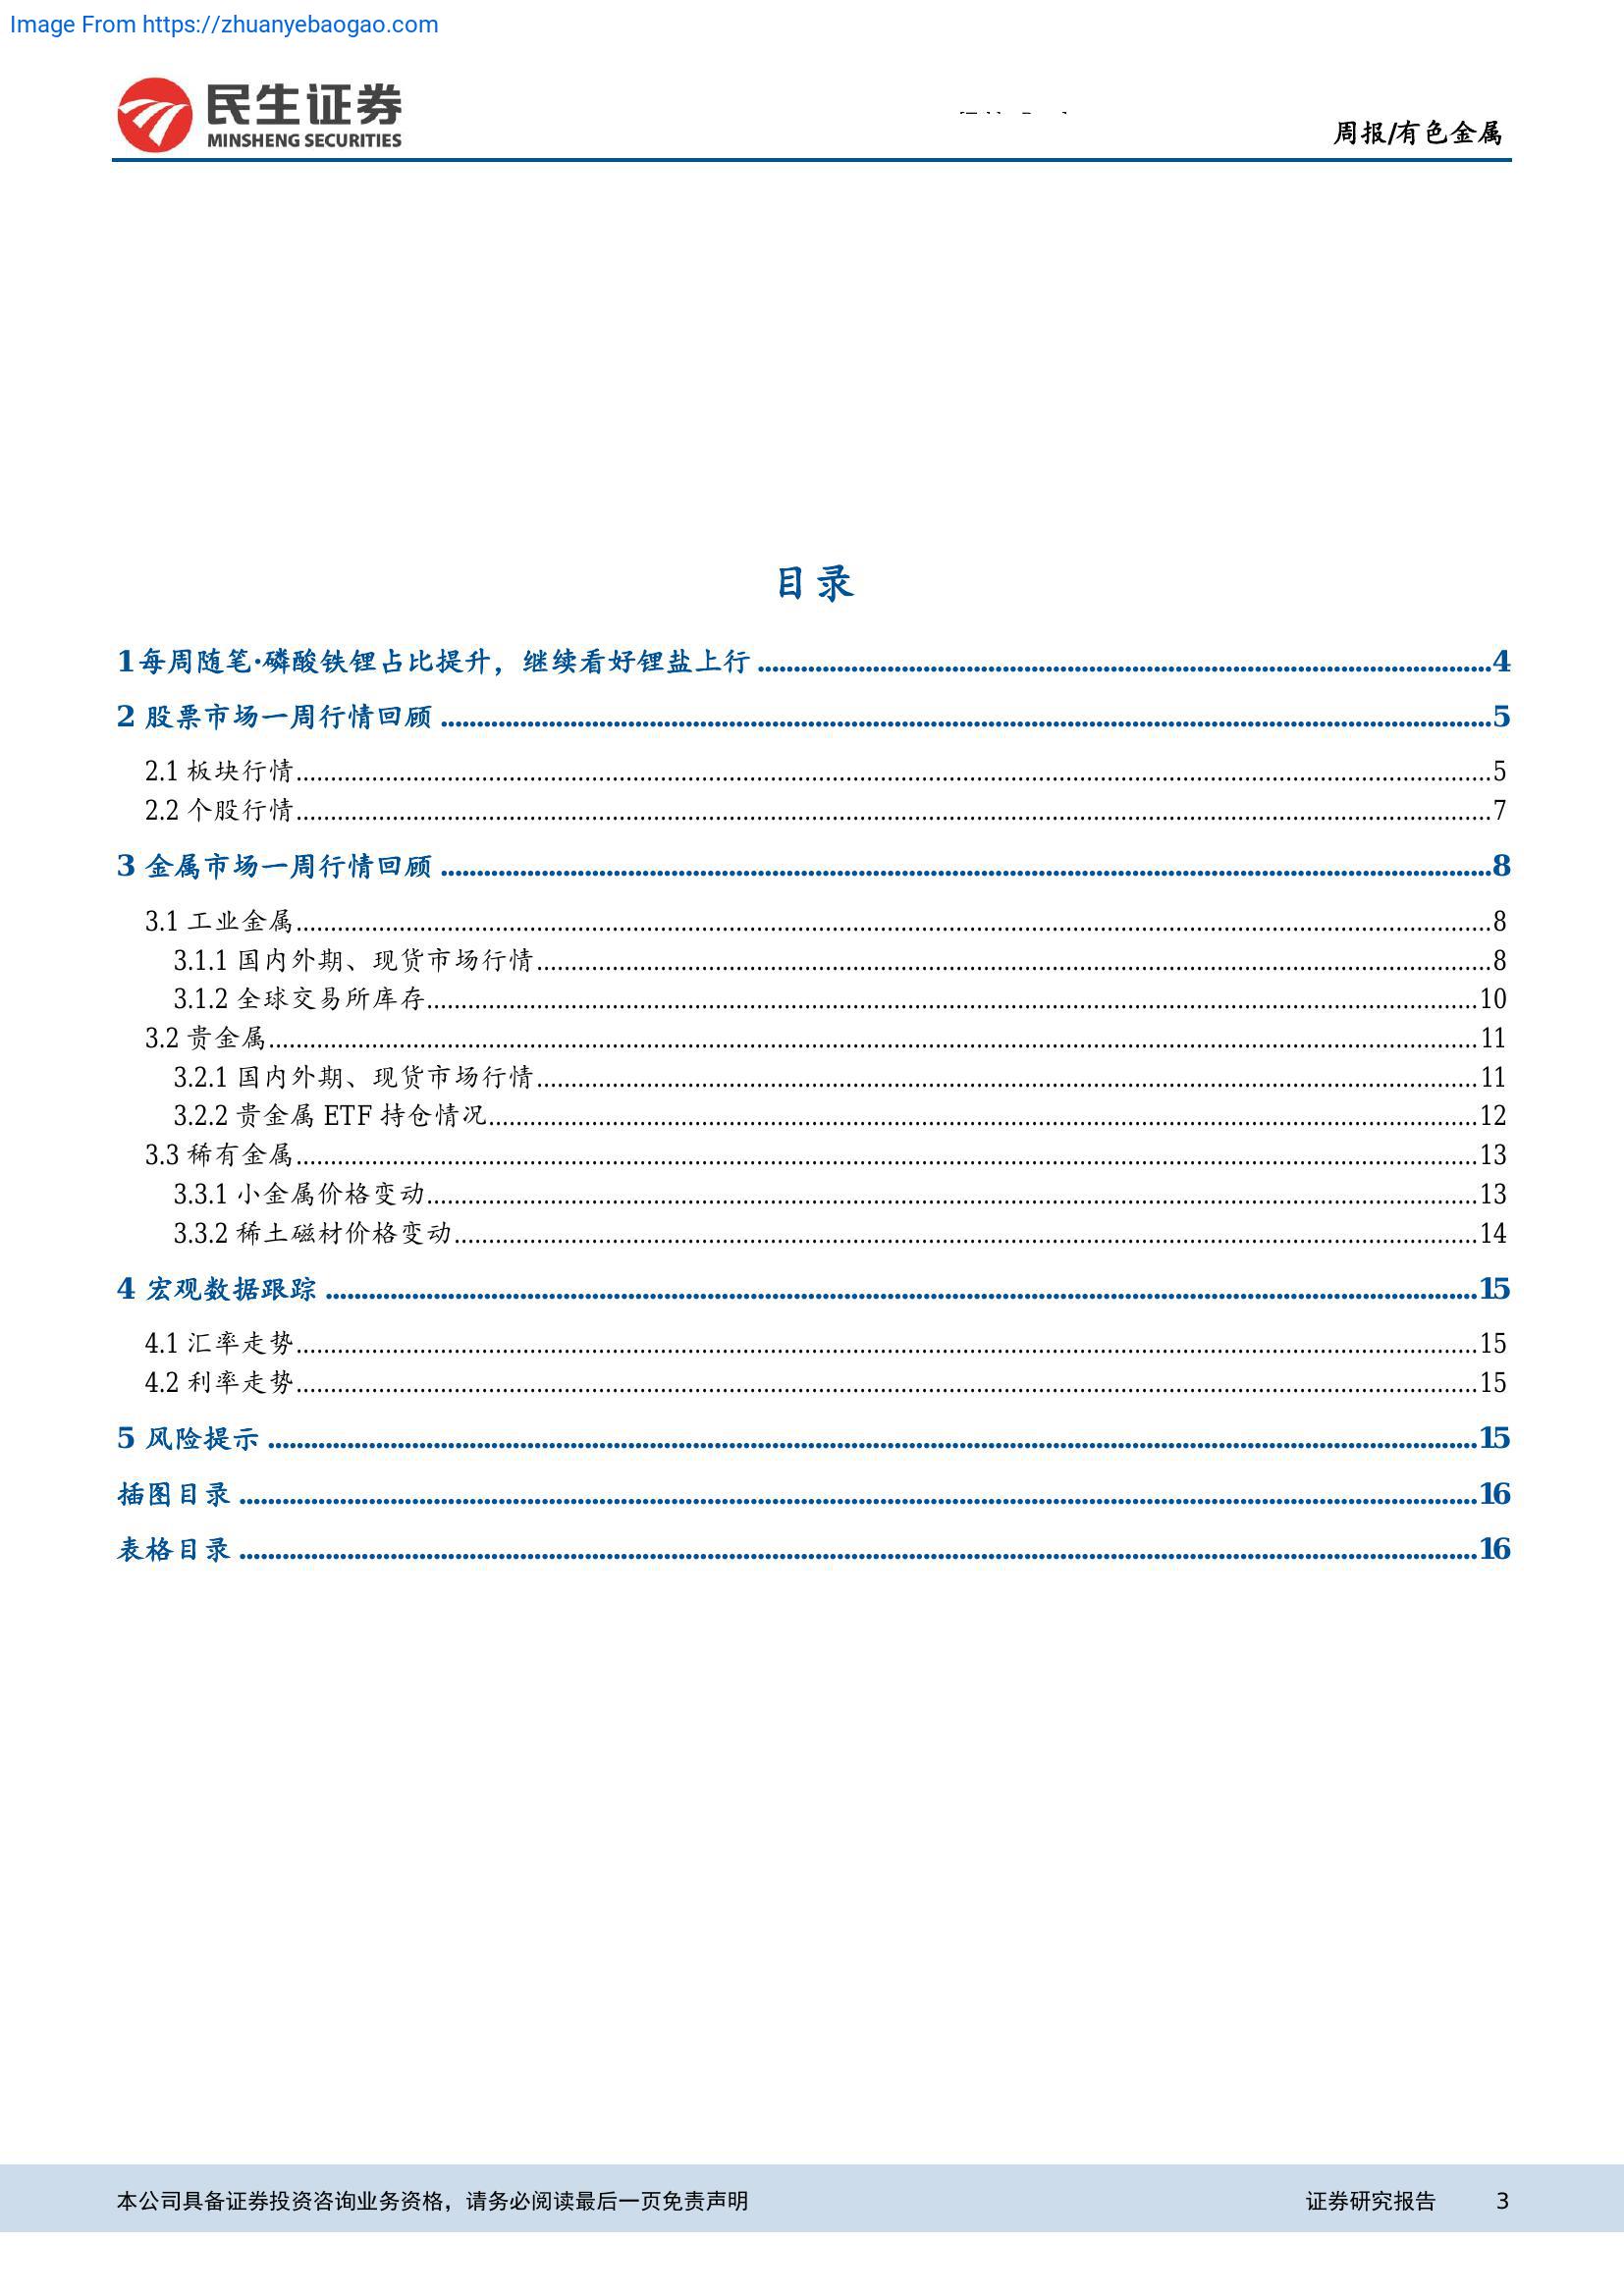 Image From https://zhuanyebaogao.com
民生证券
MINSHENG SECURITIES
周报/有色金属
目录
1每周随笔·磷酸铁锂占比提升，继续看好锂盐上行 ........ 4
2 股票市场一周行情回顾 ........ 5
2.1 板块行情 ........ 5
2.2 个股行情 ........ 7
3 金属市场一周行情回顾 ........ 8
3.1 工业金属 ........ 8
3.1.1 国内外期、现货市场行情 ........ 8
3.1.2 全球交易所库存 ........ 10
3.2 贵金属 ........ 11
3.2.1 国内外期、现货市场行情 ........ 11
3.2.2 贵金属 ETF 持仓情况 ........ 12
3.3 稀有金属 ........ 13
3.3.1 小金属价格变动 ........ 13
3.3.2 稀土磁材价格变动 ........ 14
4 宏观数据跟踪 ........ 15
4.1 汇率走势 ........ 15
4.2 利率走势 ........ 15
5 风险提示 ........ 15
插图目录 ........ 16
表格目录 ........ 16
本公司具备证券投资咨询业务资格，请务必阅读最后一页免责声明 证券研究报告 3